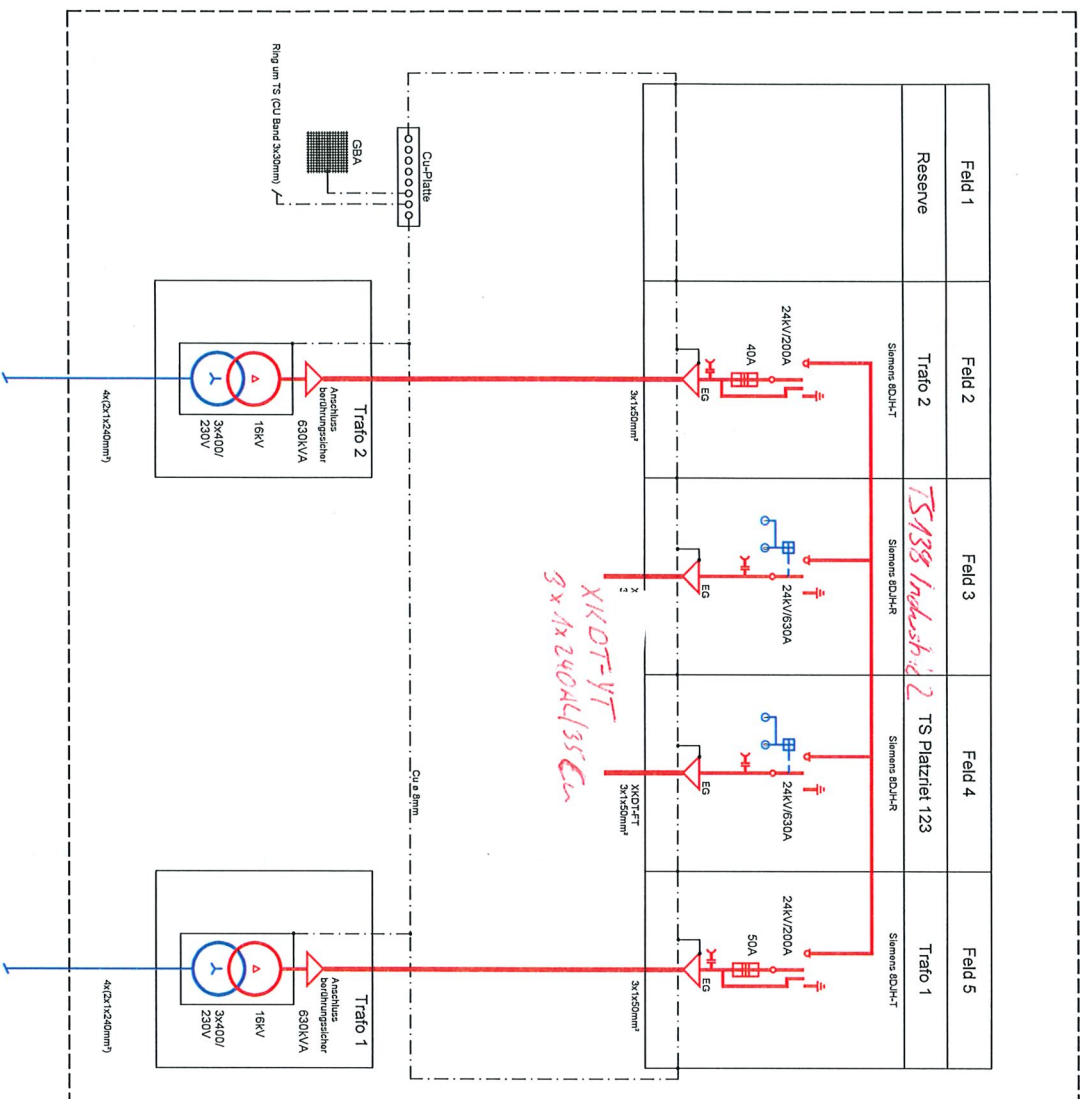 Feld 1
Feld 2
Feld 3
Feld 4
Feld 5
Reserve
Trafo 2
TS 139 Industrie 2
TS Platzriet 123
Trafo 1
Siemens 8DJH-T
Siemens 8DJH-R
Siemens 8DJH-R
Siemens 8DJH-T
24kV/200A
40A
24kV/630A
24kV/630A
24kV/200A
50A
EG
EG
EG
EG
3x1x50mm²
X
3
XKDT-YT
3x1x240AL/35Cu
XKDT-FT
3x1x50mm²
3x1x50mm²
Cu-Platte
GBA
Ring um TS (CU Band 3x30mm)
Cu ø 8mm
Trafo 2
Anschluss
berührungssicher
630kVA
16kV
3x400/
230V
4x(2x1x240mm²)
Trafo 1
Anschluss
berührungssicher
630kVA
16kV
3x400/
230V
4x(2x1x240mm²)